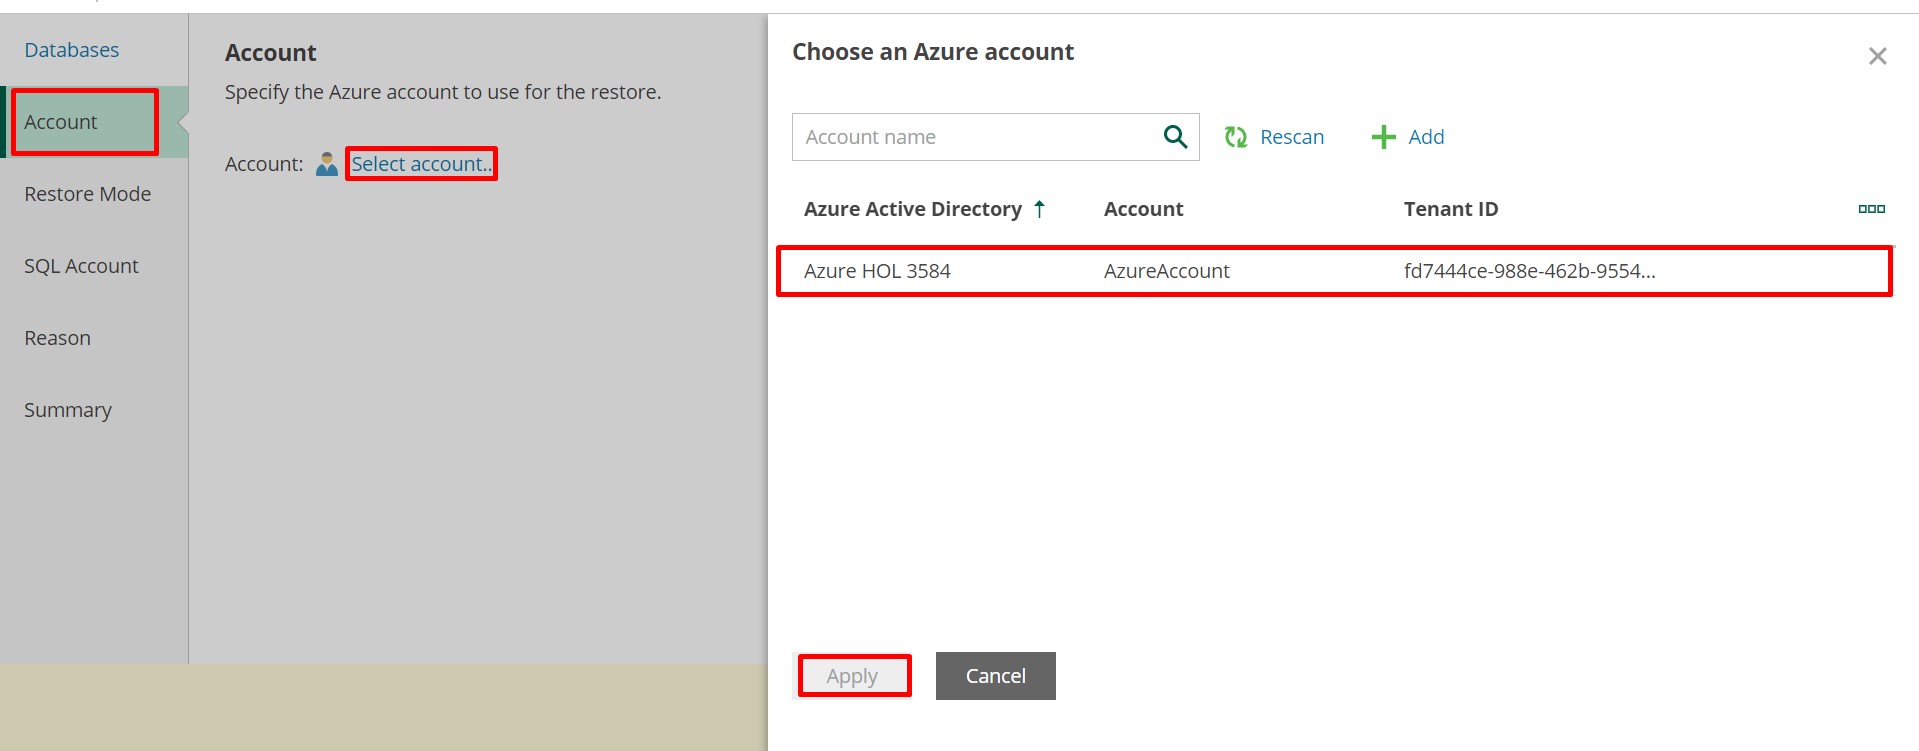 Databases
Account
Restore Mode
SQL Account
Reason
Summary
Account
Specify the Azure account to use for the restore.
Account: Select account..
Choose an Azure account
Account name
Rescan
Add
Azure Active Directory ↑ Account Tenant ID
Azure HOL 3584 AzureAccount fd7444ce-988e-462b-9554...
Apply
Cancel